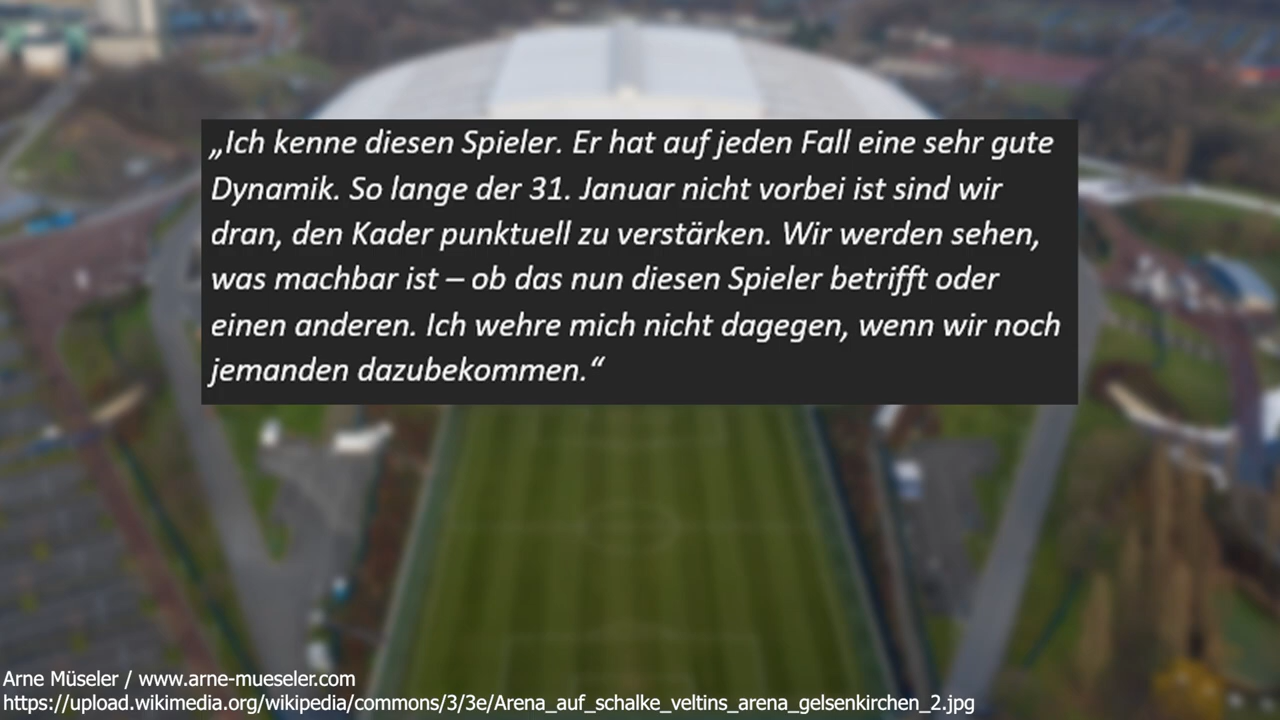 „Ich kenne diesen Spieler. Er hat auf jeden Fall eine sehr gute
Dynamik. So lange der 31. Januar nicht vorbei ist sind wir
dran, den Kader punktuell zu verstärken. Wir werden sehen,
was machbar ist – ob das nun diesen Spieler betrifft oder
einen anderen. Ich wehre mich nicht dagegen, wenn wir noch
jemanden dazubekommen.“
Arne Müseler / www.arne-mueseler.com
https://upload.wikimedia.org/wikipedia/commons/3/3e/Arena_auf_schalke_veltins_arena_gelsenkirchen_2.jpg